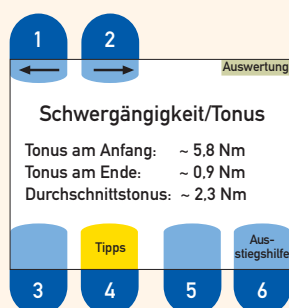 1 2
Auswertung
Schwergängigkeit/Tonus
Tonus am Anfang: ~ 5,8 Nm
Tonus am Ende: ~ 0,9 Nm
Durchschnittstonus: ~ 2,3 Nm
Tipps
Aus-
stiegshilfe
3 4 5 6